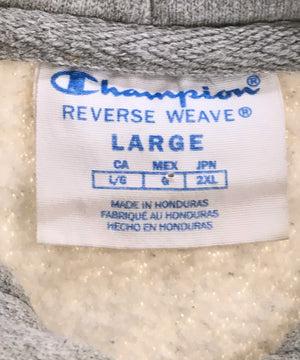 Champion®
REVERSE WEAVE®
LARGE
CA MEX JPN
L/G G 2XL
MADE IN HONDURAS
FABRIQUÉ AU HONDURAS
HECHO EN HONDURAS